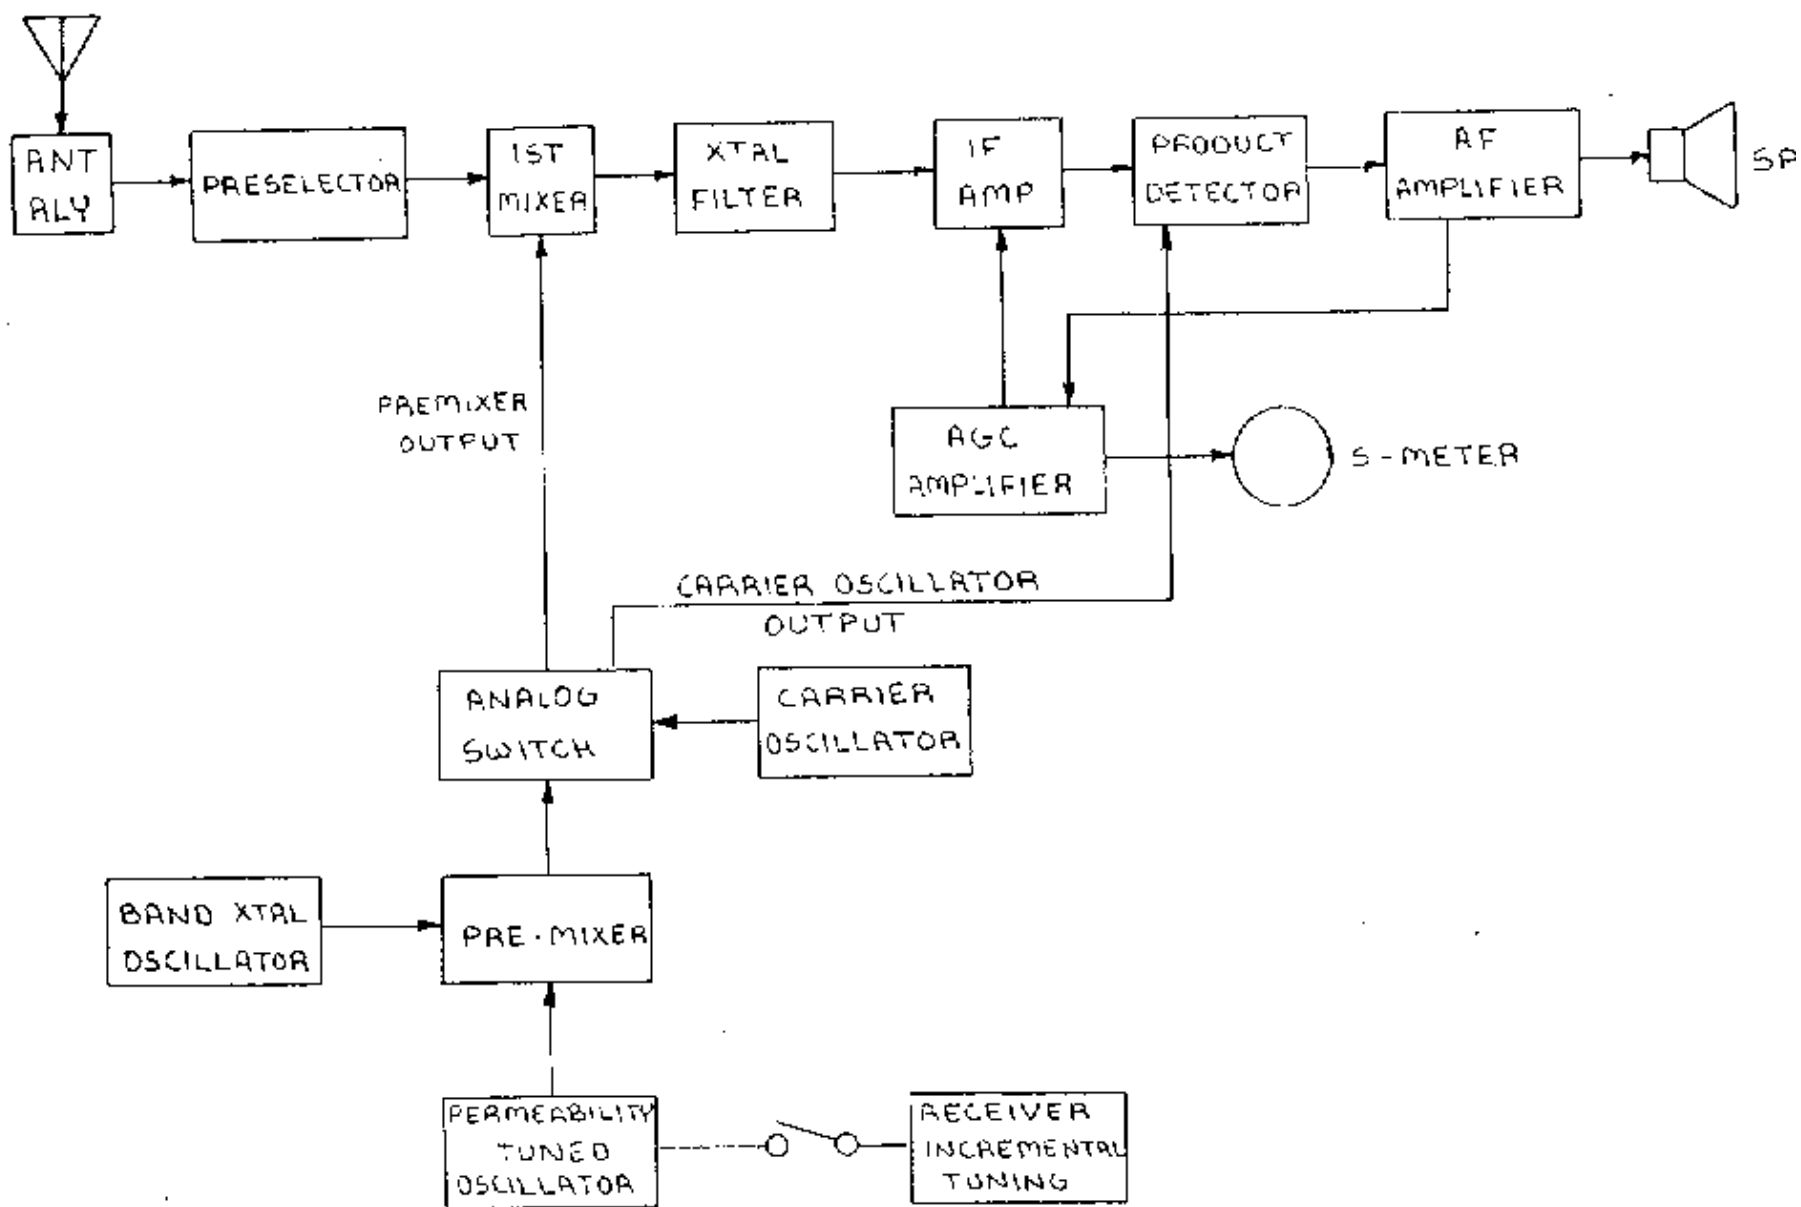 ANT
RLY
PRESELECTOR
1ST
MIXER
XTAL
FILTER
IF
AMP
PRODUCT
DETECTOR
AF
AMPLIFIER
SP
PREMIXER
OUTPUT
AGC
AMPLIFIER
S-METER
CARRIER OSCILLATOR
OUTPUT
ANALOG
SWITCH
CARRIER
OSCILLATOR
BAND XTAL
OSCILLATOR
PRE-MIXER
PERMEABILITY
TUNED
OSCILLATOR
RECEIVER
INCREMENTAL
TUNING